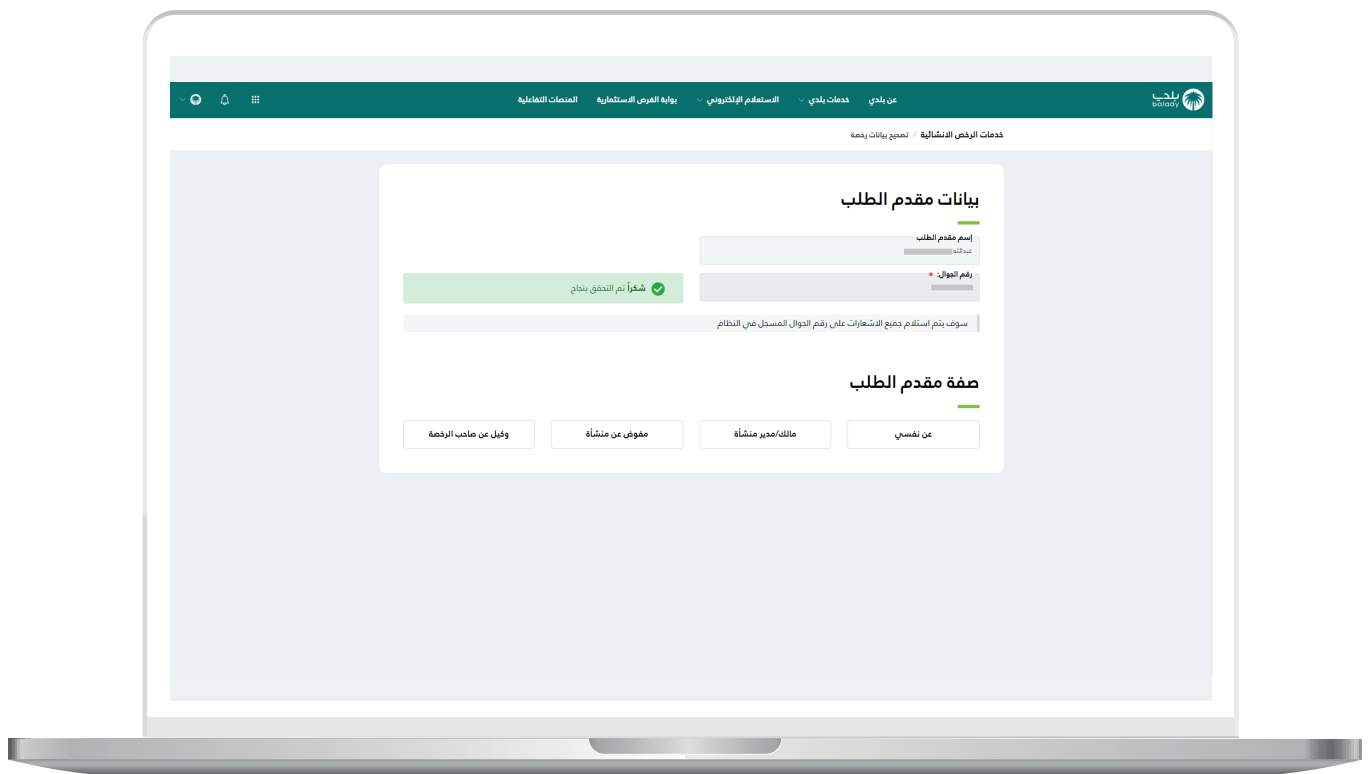 بلدي
balady
عن بلدي
خدمات بلدي
الاستعلام الإلكتروني
بوابة الفرص الاستثمارية
المنصات التفاعلية
خدمات الرخص الانشائية / تصحيح بيانات رخصة
بيانات مقدم الطلب
إسم مقدم الطلب
عبدالله
رقم الجوال: *
شكراً تم التحقق بنجاح
سوف يتم استلام جميع الاشعارات على رقم الجوال المسجل في النظام
صفة مقدم الطلب
عن نفسي
مالك/مدير منشأة
مفوض عن منشأة
وكيل عن صاحب الرخصة